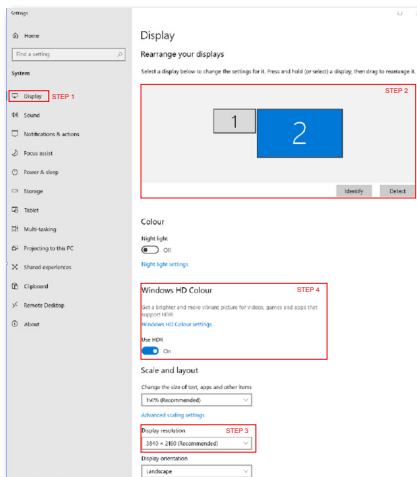 Settings
Home
Find a setting
System
Display STEP 1
Sound
Notifications & actions
Focus assist
Power & sleep
Storage
Tablet
Multi-tasking
Projecting to this PC
Shared experiences
Clipboard
Remote Desktop
About
Display
Rearrange your displays
Select a display below to change the settings for it. Press and hold (or select) a display, then drag to rearrange it.
STEP 2
1
2
Identify Detect
Colour
Night light
Off
Night light settings
Windows HD Colour STEP 4
Get a brighter and more vibrant picture for videos, games and apps that
support HDR.
Windows HD Colour settings
Use HDR
On
Scale and layout
Change the size of text, apps and other items
150% (Recommended)
Advanced scaling settings
Display resolution STEP 3
3840 × 2160 (Recommended)
Display orientation
Landscape